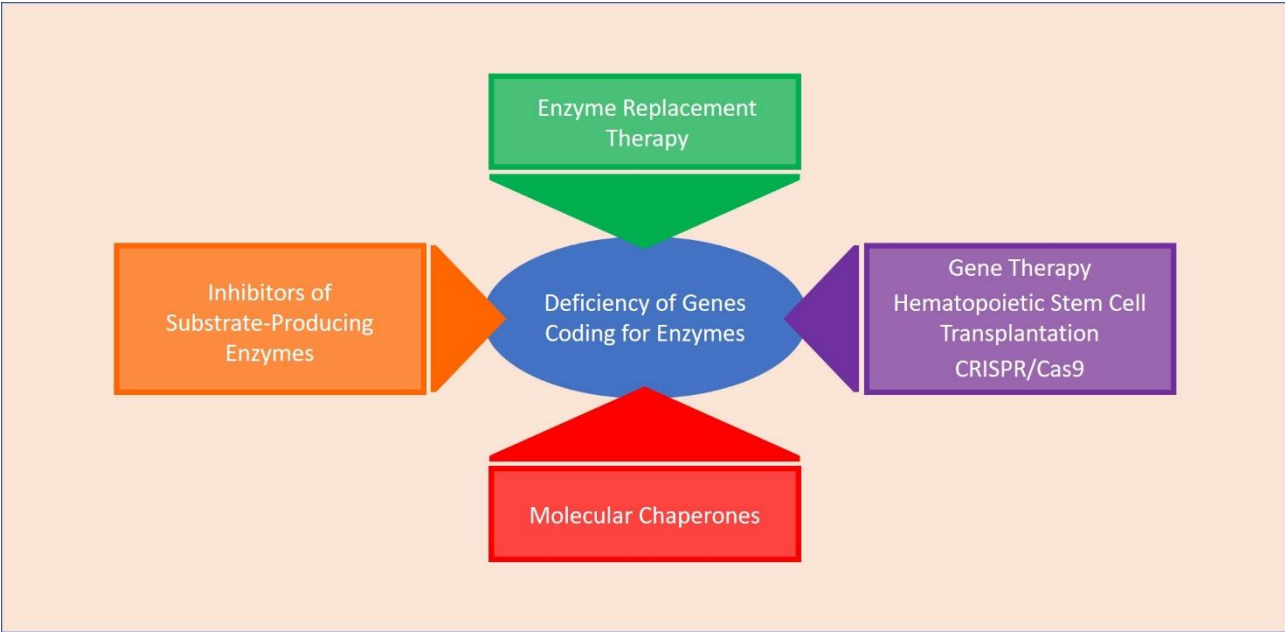 Enzyme Replacement
Therapy
Inhibitors of
Substrate-Producing
Enzymes
Deficiency of Genes
Coding for Enzymes
Gene Therapy
Hematopoietic Stem Cell
Transplantation
CRISPR/Cas9
Molecular Chaperones